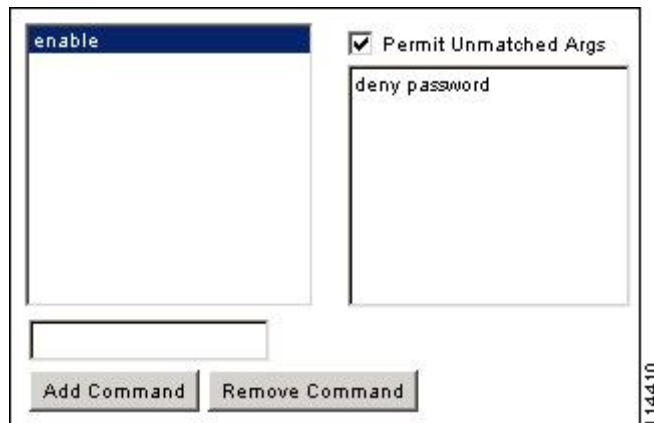 enable
Permit Unmatched Args
deny password
Add Command
Remove Command
114410